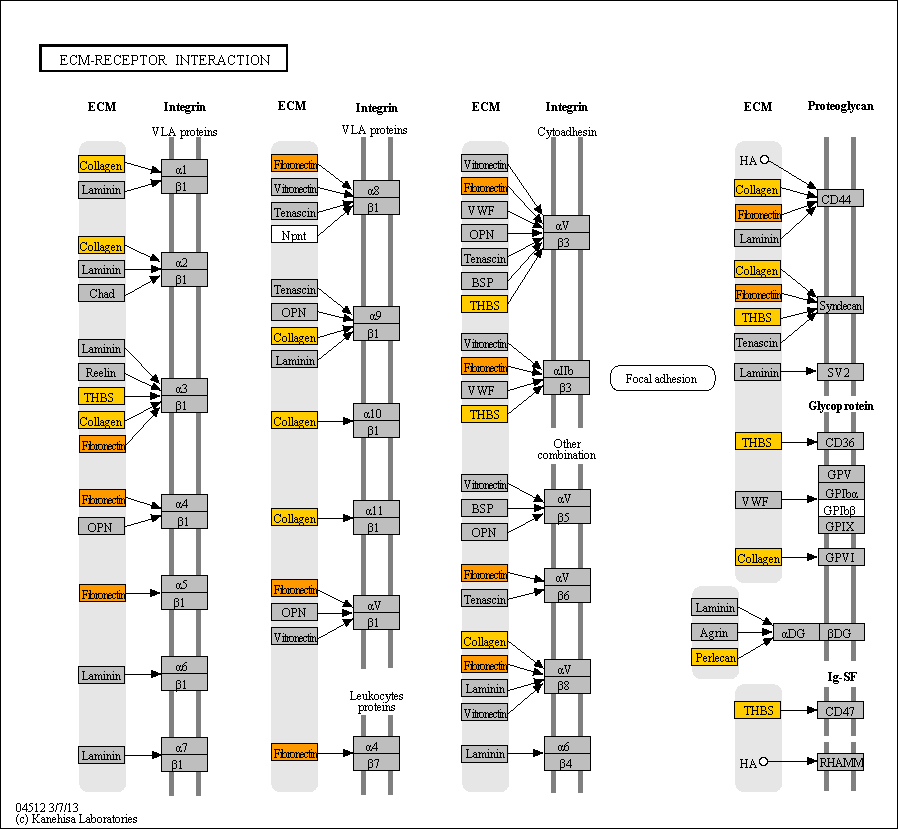 ECM-RECEPTOR INTERACTION
ECM
Integrin
VLA proteins
Collagen
Laminin
α1
β1
Collagen
Laminin
Chad
α2
β1
Laminin
Reelin
THBS
Collagen
Fibronectin
α3
β1
Fibronectin
OPN
α4
β1
Fibronectin
α5
β1
Laminin
α6
β1
Laminin
α7
β1
ECM
Integrin
VLA proteins
Fibronectin
Vitronectin
Tenascin
Npnt
α8
β1
Tenascin
OPN
Collagen
Laminin
α9
β1
Collagen
α10
β1
Collagen
α11
β1
Fibronectin
OPN
Vitronectin
αV
β1
Leukocytes
proteins
Fibronectin
α4
β7
ECM
Integrin
Cytoadhesin
Vitronectin
Fibronectin
VWF
OPN
Tenascin
BSP
THBS
αV
β3
Vitronectin
Fibronectin
VWF
THBS
αIIb
β3
Other
combination
Vitronectin
BSP
OPN
αV
β5
Fibronectin
Tenascin
αV
β6
Collagen
Fibronectin
Laminin
Vitronectin
αV
β8
Laminin
α6
β4
Focal adhesion
ECM
Proteoglycan
HA
Collagen
Fibronectin
Laminin
CD44
Collagen
Fibronectin
THBS
Tenascin
Syndecan
Laminin
SV2
Glycoprotein
THBS
CD36
VWF
GPV
GPIbα
GPIbβ
GPIX
Collagen
GPVI
Laminin
Agrin
Perlecan
αDG
βDG
Ig-SF
THBS
CD47
HA
RHAMM
04512 3/7/13
(c) Kanehisa Laboratories